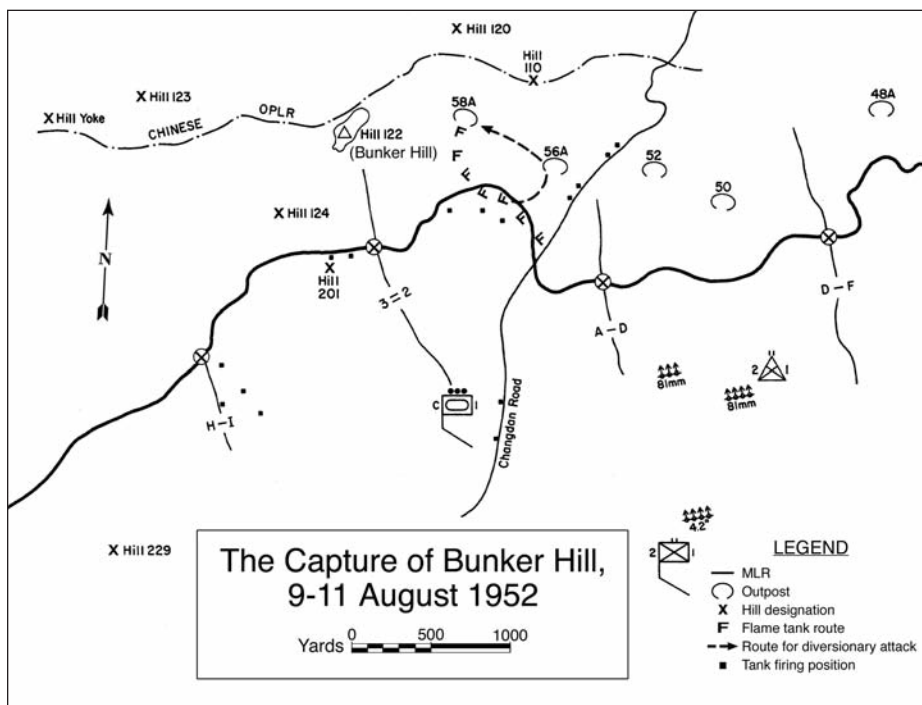 Hill 120
Hill
110
48A
Hill 123
58A
Hill Yoke
CHINESE OPLR
Hill 122
(Bunker Hill)
F
F
F
F
F
F
F
56A
52
50
Hill 124
N
Hill
201
3=2
A-D
D-F
H-I
C 1
Changdon Road
81mm
81mm
2 1
4.2"
2 1
Hill 229
The Capture of Bunker Hill,
9-11 August 1952
Yards 0 500 1000
LEGEND
MLR
Outpost
X Hill designation
F Flame tank route
Route for diversionary attack
Tank firing position